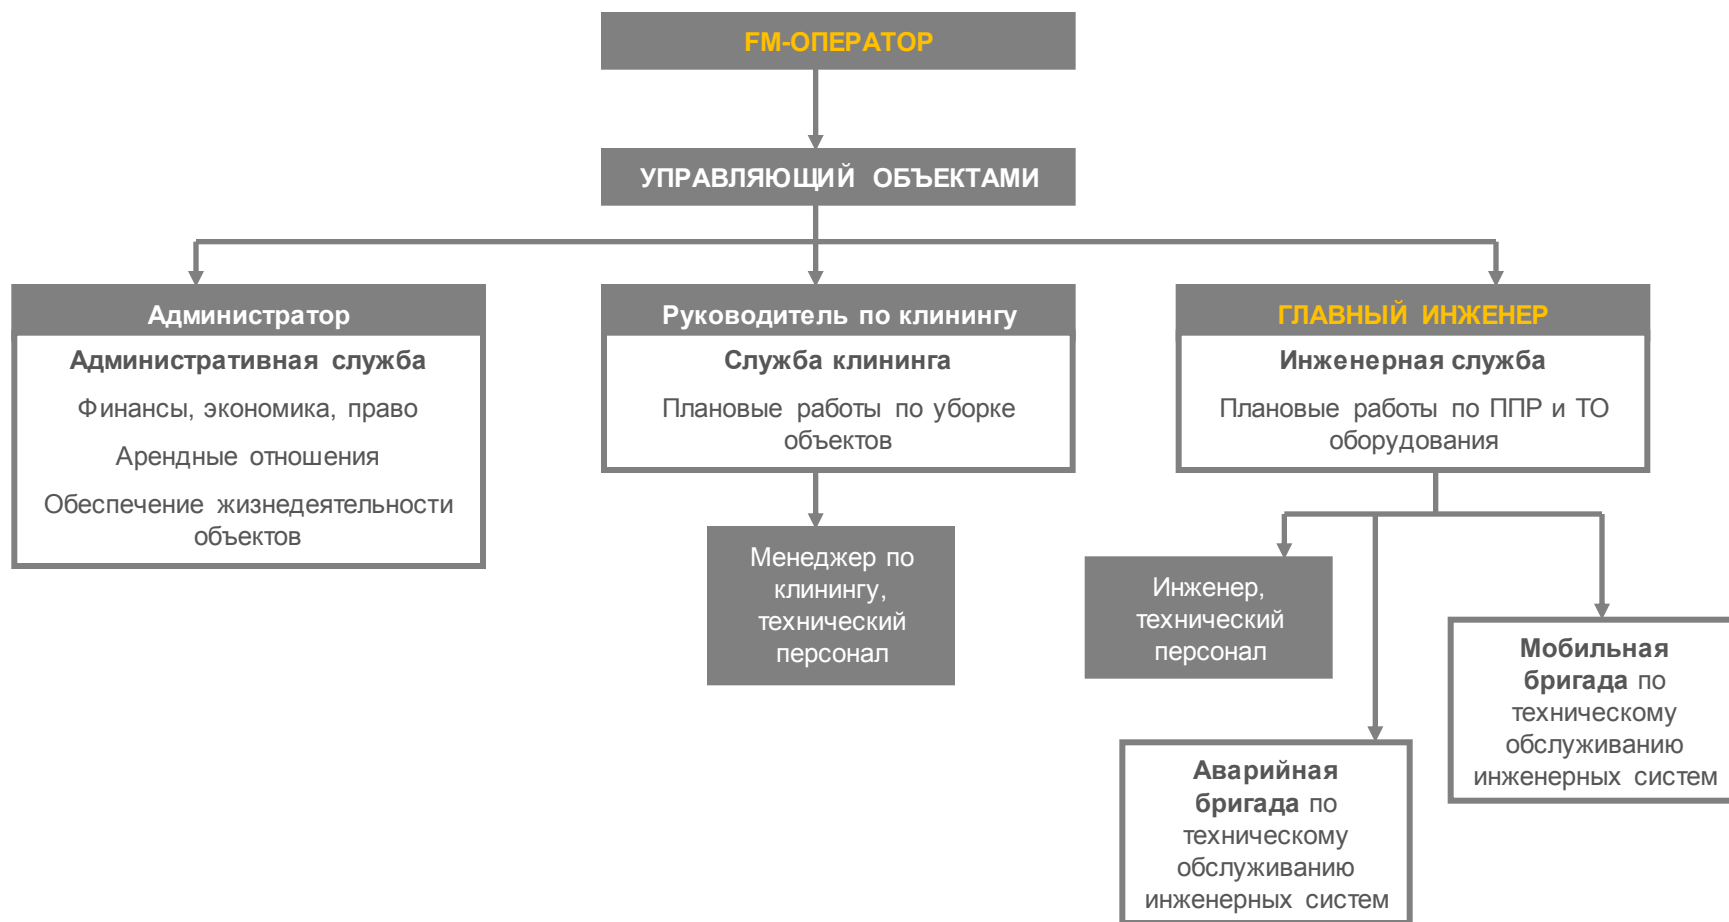 FM-ОПЕРАТОР
УПРАВЛЯЮЩИЙ ОБЪЕКТАМИ
Администратор
Административная служба
Финансы, экономика, право
Арендные отношения
Обеспечение жизнедеятельности
объектов
Руководитель по клинингу
Служба клининга
Плановые работы по уборке
объектов
Менеджер по
клинингу,
технический
персонал
ГЛАВНЫЙ ИНЖЕНЕР
Инженерная служба
Плановые работы по ППР и ТО
оборудования
Инженер,
технический
персонал
Аварийная
бригада по
техническому
обслуживанию
инженерных систем
Мобильная
бригада по
техническому
обслуживанию
инженерных систем